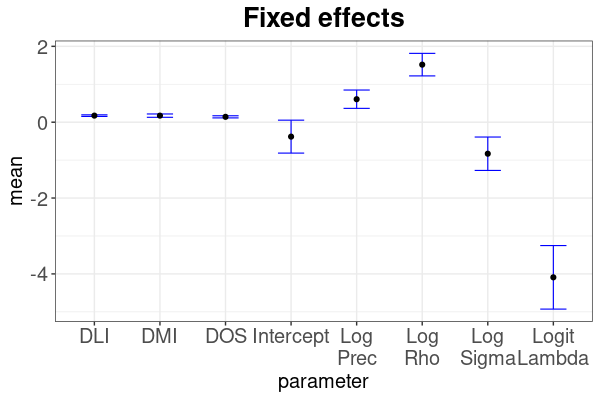 Fixed effects
mean
2
0
-2
-4
DLI DMI DOS Intercept Log Prec Log Rho Log Sigma Logit Lambda
parameter